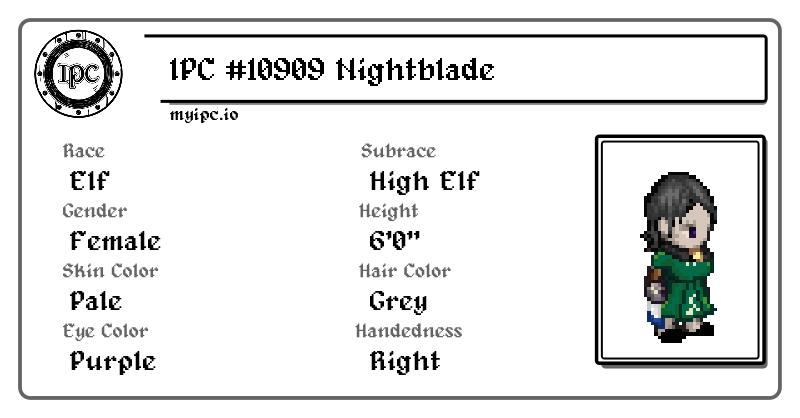 IPC
IPC #10909 Nightblade
myipc.io
Race
Elf
Subrace
High Elf
Gender
Female
Height
6'0"
Skin Color
Pale
Hair Color
Grey
Eye Color
Purple
Handedness
Right